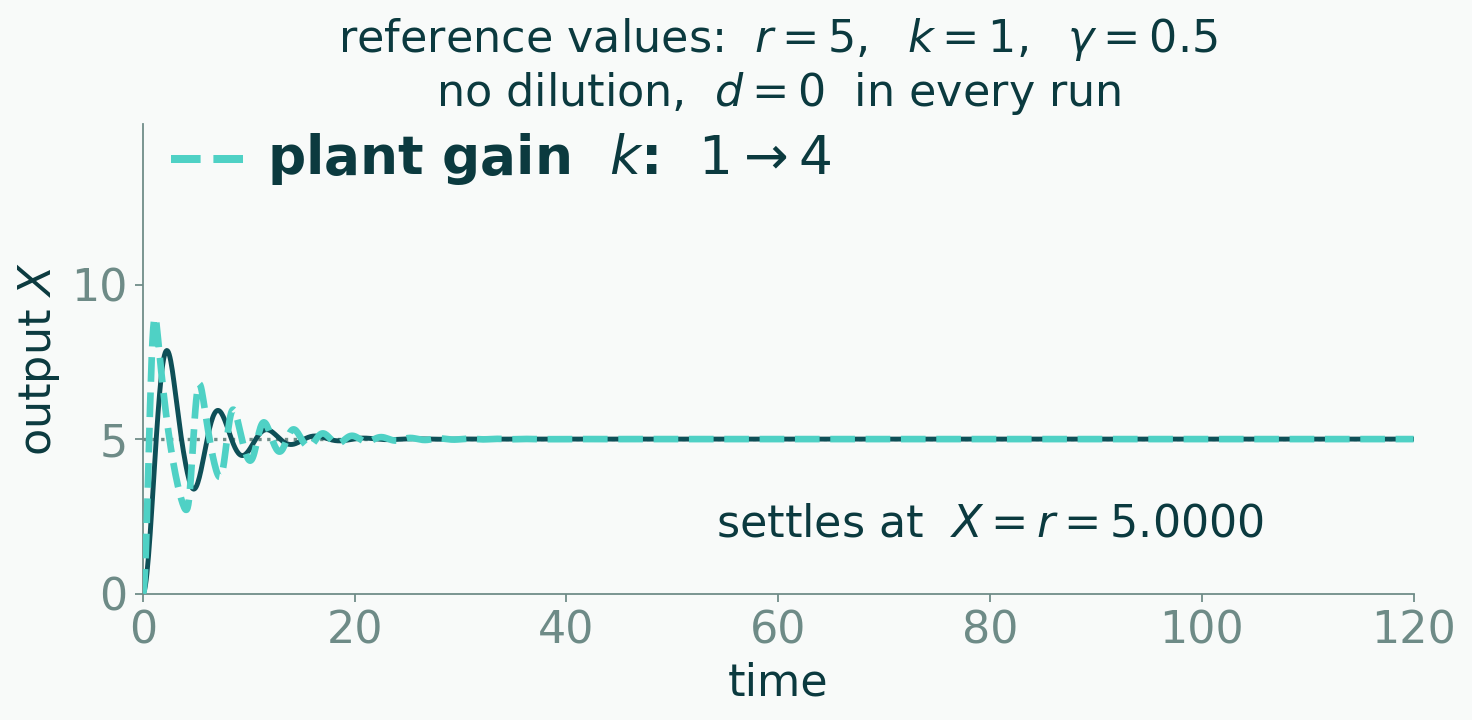 reference values:  r = 5,   k = 1,   γ = 0.5
no dilution,  d = 0  in every run
plant gain  k:  1 → 4
output X
10
5
0
settles at  X = r = 5.0000
0 20 40 60 80 100 120
time